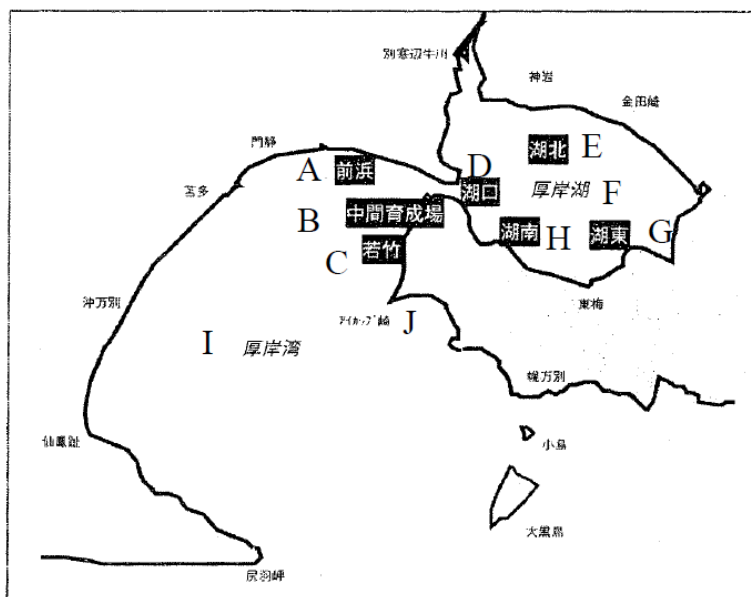 別寒辺牛川
神岩
金田崎
門静
A 前浜
D
湖北 E
苫多
湖口
厚岸湖 F
B 中間育成場
湖南 H 湖東 G
C 若竹
沖万別
東梅
アイカップ崎 J
I 厚岸湾
幌万別
仙鳳趾
小島
大黒島
尻羽岬